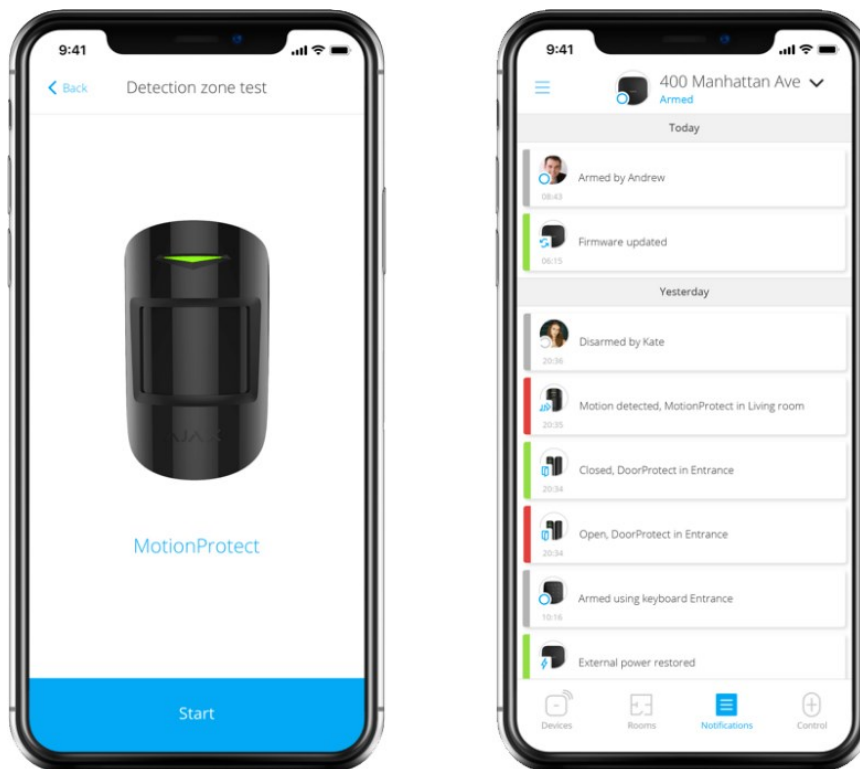 9:41
Back
Detection zone test
AJAX
MotionProtect
Start
9:41
400 Manhattan Ave
Armed
Today
Armed by Andrew
08:43
Firmware updated
06:15
Yesterday
Disarmed by Kate
20:36
Motion detected, MotionProtect in Living room
20:35
Closed, DoorProtect in Entrance
20:34
Open, DoorProtect in Entrance
20:34
Armed using keyboard Entrance
10:16
External power restored
Devices
Rooms
Notifications
Control